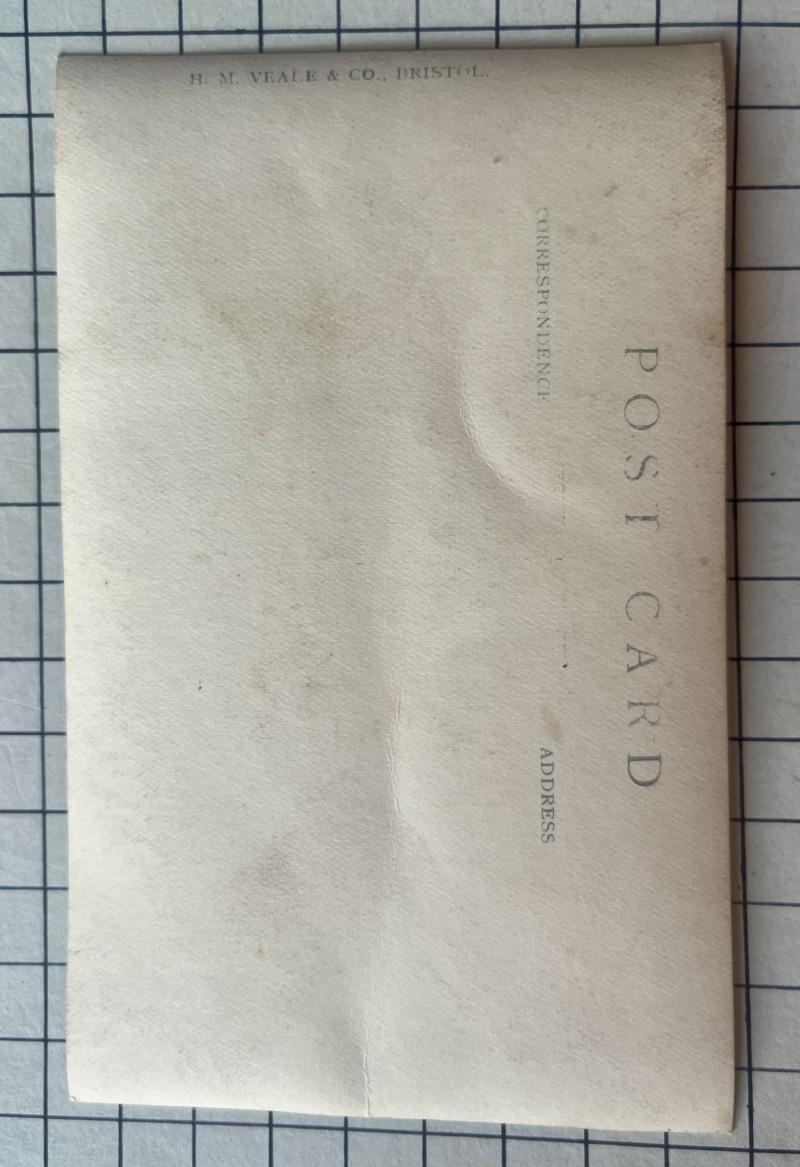 H. M. VEALE & CO., BRISTOL.
POST CARD
CORRESPONDENCE
ADDRESS